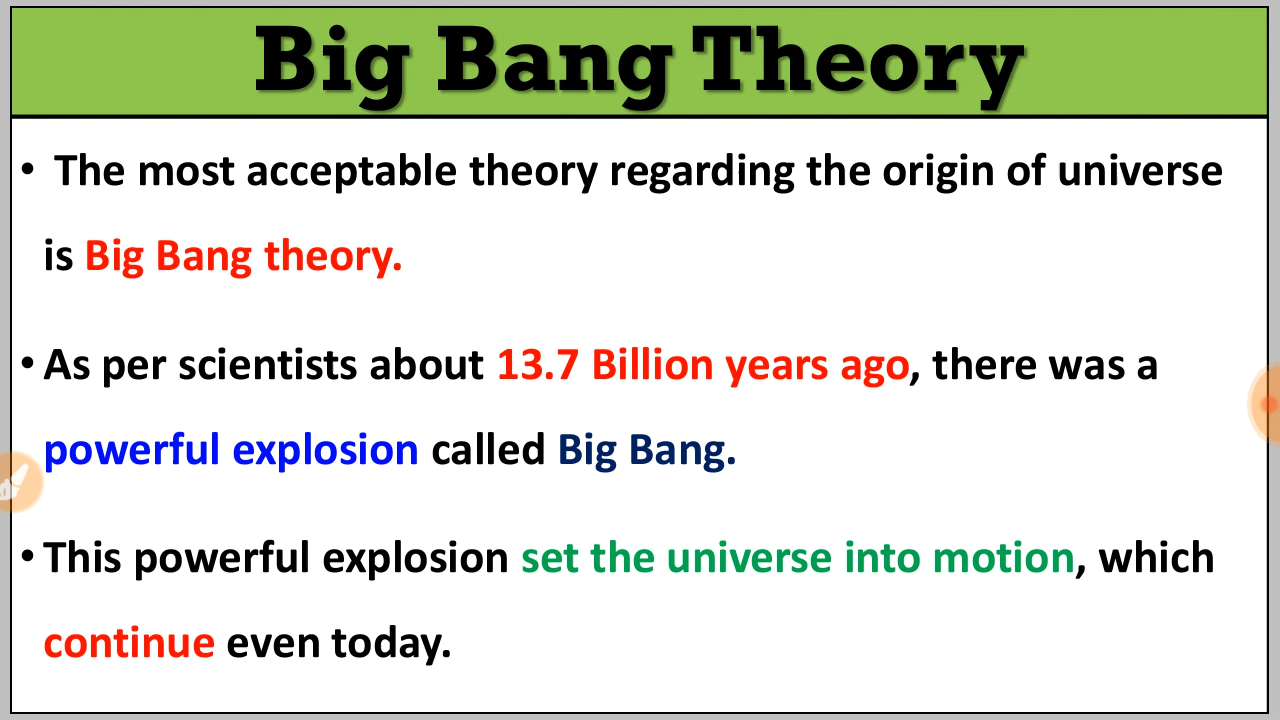 Big Bang Theory
• The most acceptable theory regarding the origin of universe
is Big Bang theory.
• As per scientists about 13.7 Billion years ago, there was a
powerful explosion called Big Bang.
• This powerful explosion set the universe into motion, which
continue even today.